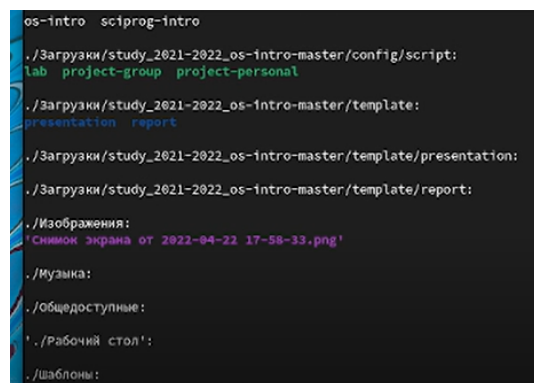 os-intro  sciprog-intro
./Загрузки/study_2021-2022_os-intro-master/config/script:
lab  project-group  project-personal
./Загрузки/study_2021-2022_os-intro-master/template:
presentation  report
./Загрузки/study_2021-2022_os-intro-master/template/presentation:
./Загрузки/study_2021-2022_os-intro-master/template/report:
./Изображения:
'Снимок экрана от 2022-04-22 17-58-33.png'
./Музыка:
./Общедоступные:
'./Рабочий стол':
./Шаблоны: